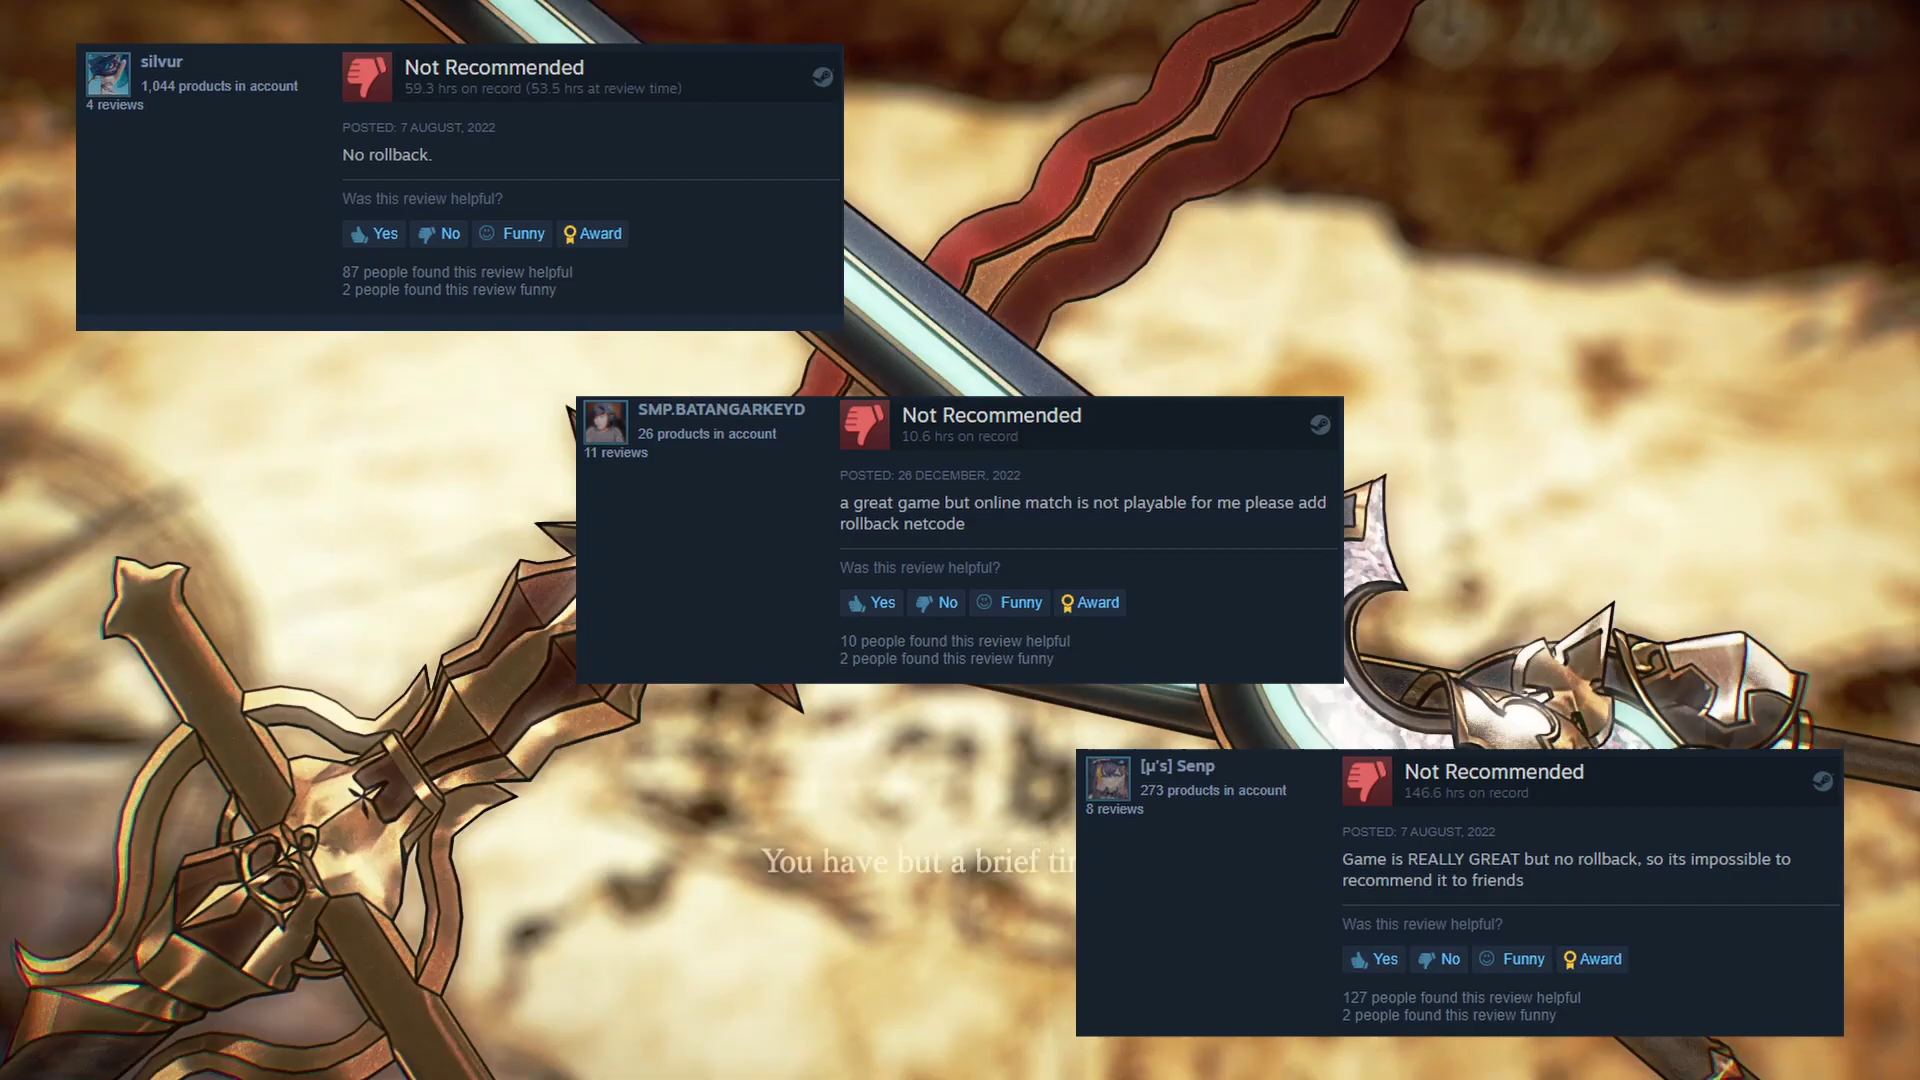 silvur
1,044 products in account
4 reviews
Not Recommended
59.3 hrs on record (53.5 hrs at review time)
POSTED: 7 AUGUST, 2022
No rollback.
Was this review helpful?
Yes No Funny Award
87 people found this review helpful
2 people found this review funny
SMP.BATANGARKEYD
26 products in account
11 reviews
Not Recommended
10.6 hrs on record
POSTED: 26 DECEMBER, 2022
a great game but online match is not playable for me please add
rollback netcode
Was this review helpful?
Yes No Funny Award
10 people found this review helpful
2 people found this review funny
You have but a brief
[μ's] Senp
273 products in account
8 reviews
Not Recommended
146.6 hrs on record
POSTED: 7 AUGUST, 2022
Game is REALLY GREAT but no rollback, so its impossible to
recommend it to friends
Was this review helpful?
Yes No Funny Award
127 people found this review helpful
2 people found this review funny